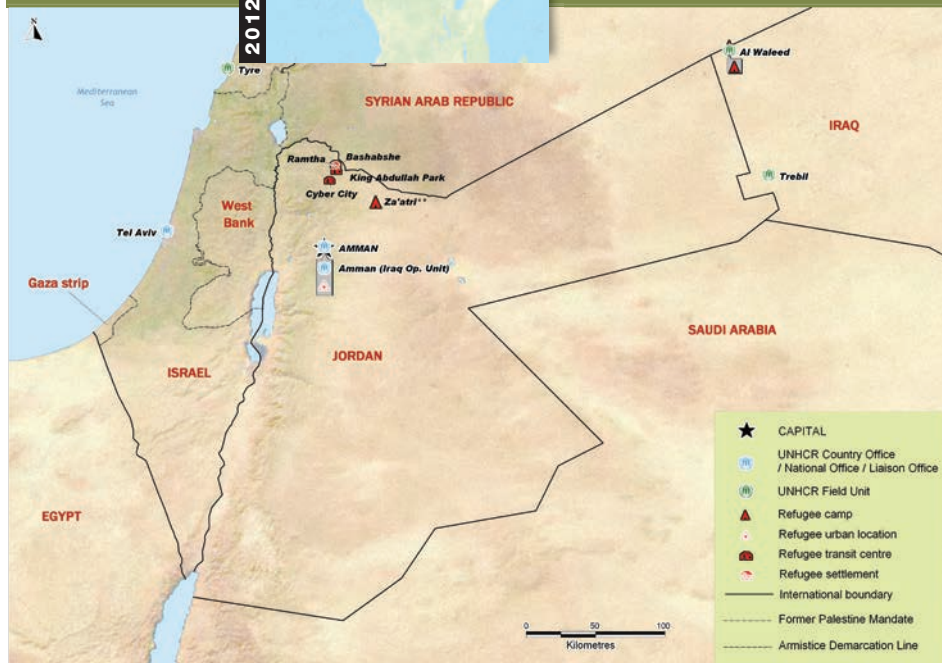 2012
Tyre
Mediterranean
Sea
Al Waleed
SYRIAN ARAB REPUBLIC
IRAQ
Ramtha
Bashabshe
King Abdullah Park
Cyber City
Za'atri**
Trebil
West
Bank
Tel Aviv
AMMAN
Amman (Iraq Op. Unit)
Gaza strip
SAUDI ARABIA
JORDAN
ISRAEL
EGYPT
CAPITAL
UNHCR Country Office
/ National Office / Liaison Office
UNHCR Field Unit
Refugee camp
Refugee urban location
Refugee transit centre
Refugee settlement
International boundary
Former Palestine Mandate
Armistice Demarcation Line
0 50 100
Kilometres